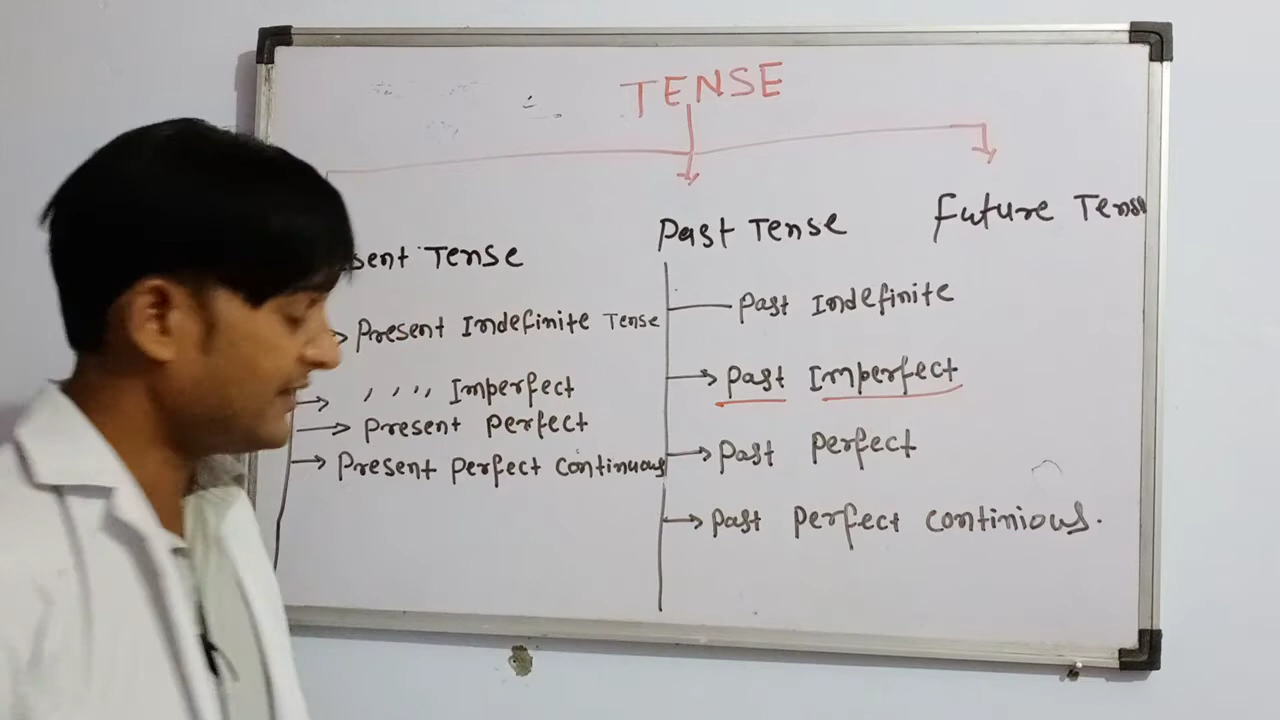 TENSE
sent Tense
Present Indefinite Tense
, , , , Imperfect
Present Perfect
Present Perfect Continuous
Past Tense
Past Indefinite
Past Imperfect
Past Perfect
Past Perfect Continious.
Future Tense